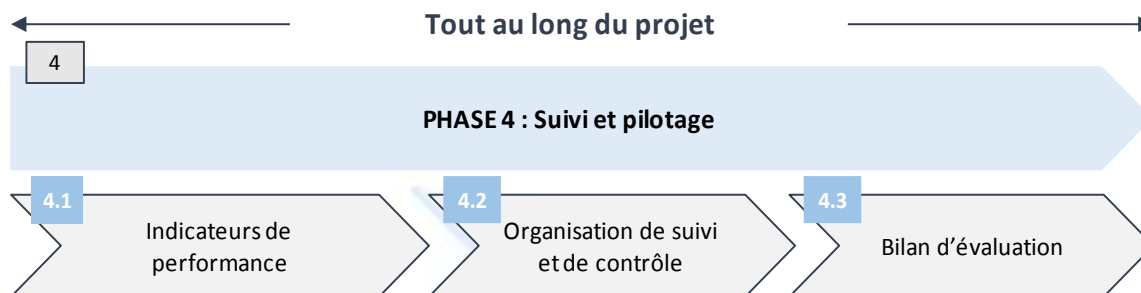 Tout au long du projet
4
PHASE 4 : Suivi et pilotage
4.1
Indicateurs de
performance
4.2
Organisation de suivi
et de contrôle
4.3
Bilan d’évaluation